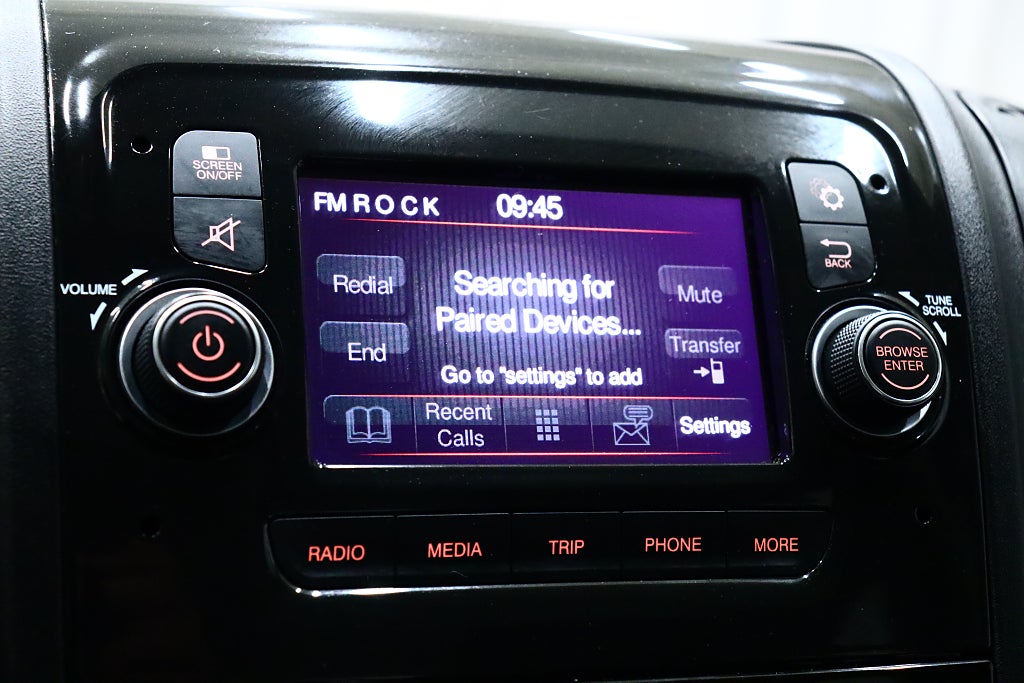 SCREEN
ON/OFF
VOLUME
FM ROCK 09:45
Redial
End
Searching for
Paired Devices...
Go to "settings" to add
Mute
Transfer
Recent
Calls
Settings
BACK
TUNE
SCROLL
BROWSE
ENTER
RADIO MEDIA TRIP PHONE MORE